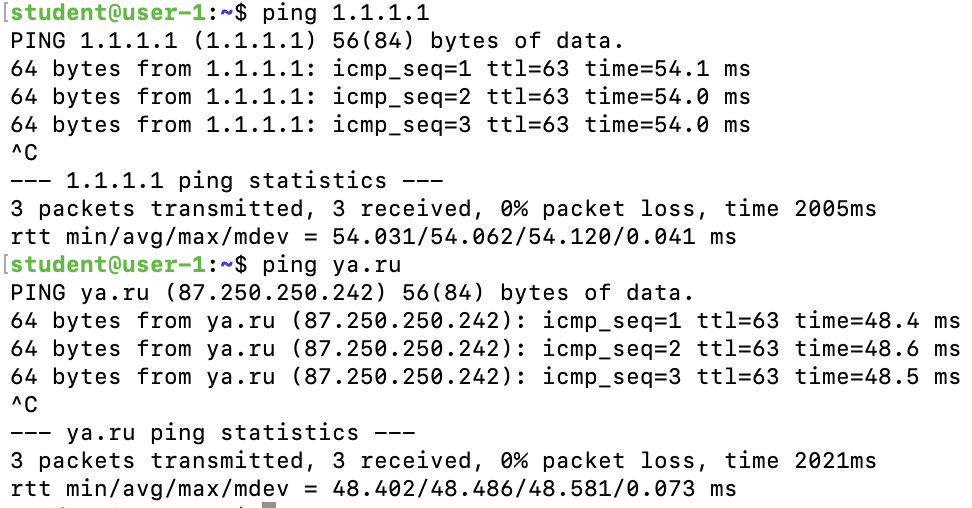 [student@user-1:~$ ping 1.1.1.1
PING 1.1.1.1 (1.1.1.1) 56(84) bytes of data.
64 bytes from 1.1.1.1: icmp_seq=1 ttl=63 time=54.1 ms
64 bytes from 1.1.1.1: icmp_seq=2 ttl=63 time=54.0 ms
64 bytes from 1.1.1.1: icmp_seq=3 ttl=63 time=54.0 ms
^C
--- 1.1.1.1 ping statistics ---
3 packets transmitted, 3 received, 0% packet loss, time 2005ms
rtt min/avg/max/mdev = 54.031/54.062/54.120/0.041 ms
[student@user-1:~$ ping ya.ru
PING ya.ru (87.250.250.242) 56(84) bytes of data.
64 bytes from ya.ru (87.250.250.242): icmp_seq=1 ttl=63 time=48.4 ms
64 bytes from ya.ru (87.250.250.242): icmp_seq=2 ttl=63 time=48.6 ms
64 bytes from ya.ru (87.250.250.242): icmp_seq=3 ttl=63 time=48.5 ms
^C
--- ya.ru ping statistics ---
3 packets transmitted, 3 received, 0% packet loss, time 2021ms
rtt min/avg/max/mdev = 48.402/48.486/48.581/0.073 ms